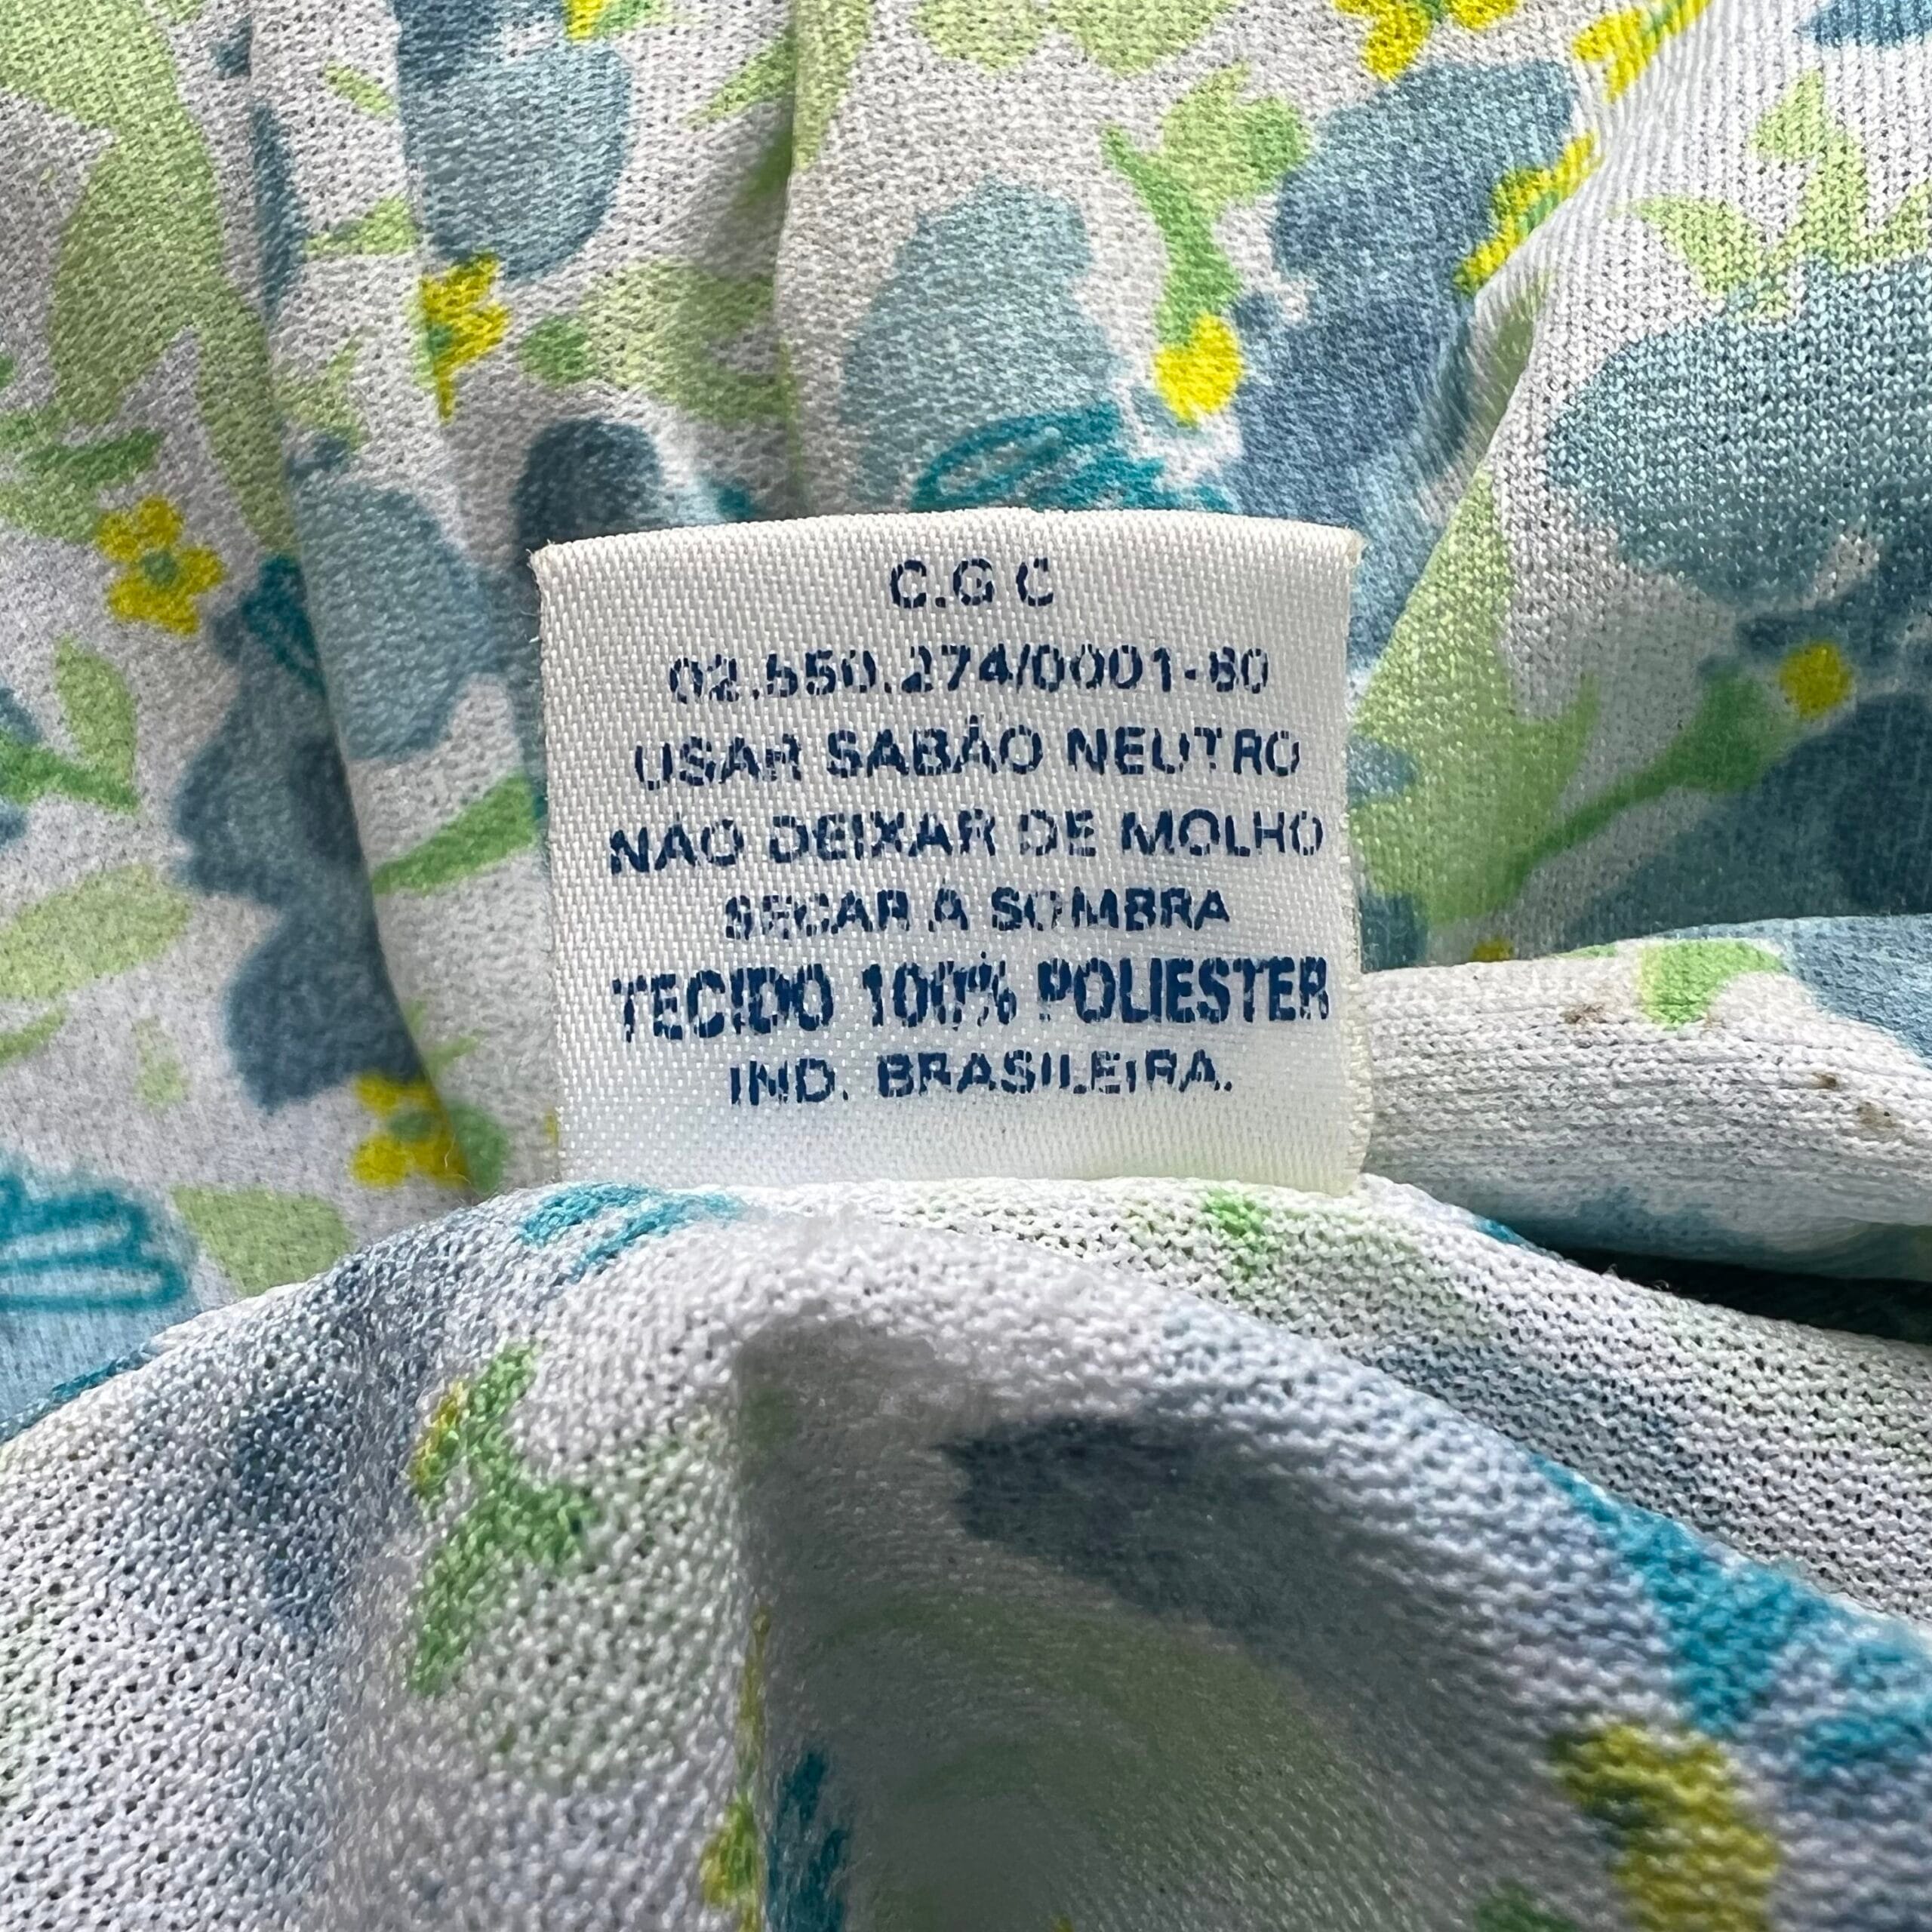 C.G C
02.550.274/0001-80
USAR SABÃO NEUTRO
NÃO DEIXAR DE MOLHO
SECAR A SOMBRA
TECIDO 100% POLIESTER
IND. BRASILEIRA.